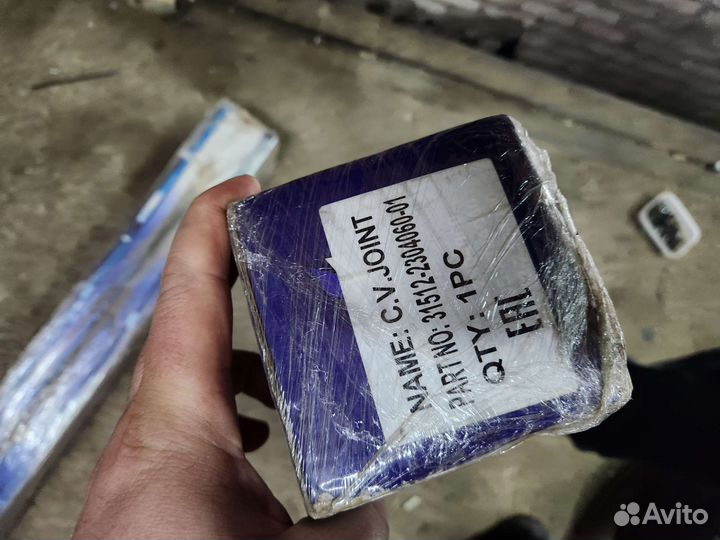 NAME: C.V.JOINT
PART NO: 31512-2304060-01
QTY: 1PC
EAC
Avito